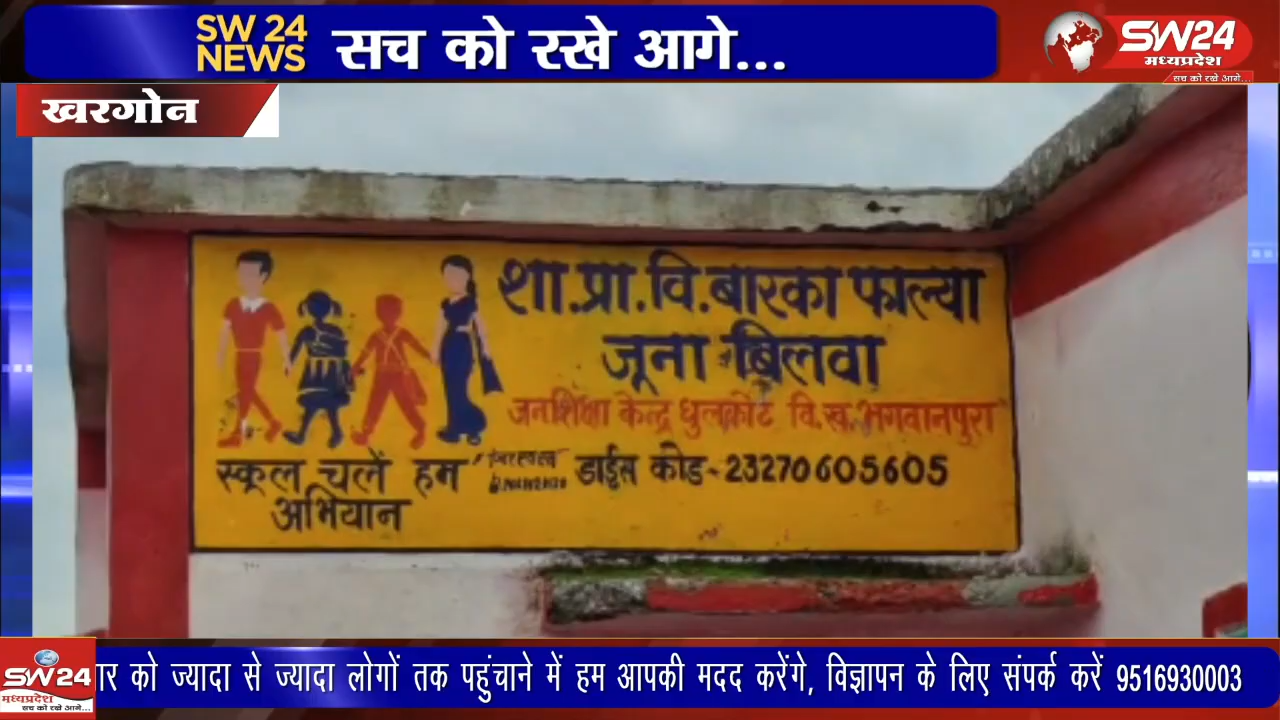 SW 24
NEWS
सच को रखे आगे...
SW24
मध्यप्रदेश
सच को रखे आगे...
खरगोन
शा.प्रा.वि.बारका फाल्या
जूना बिलवा
जनशिक्षा केन्द्र धुलकोट वि.ख.भगवानपुरा
स्कूल चलें हम
अभियान
डाईस कोड-23270605605
SW24
मध्यप्रदेश
सच को रखे आगे...
को ज्यादा से ज्यादा लोगों तक पहुंचाने में हम आपकी मदद करेंगे, विज्ञापन के लिए संपर्क करें 9516930003